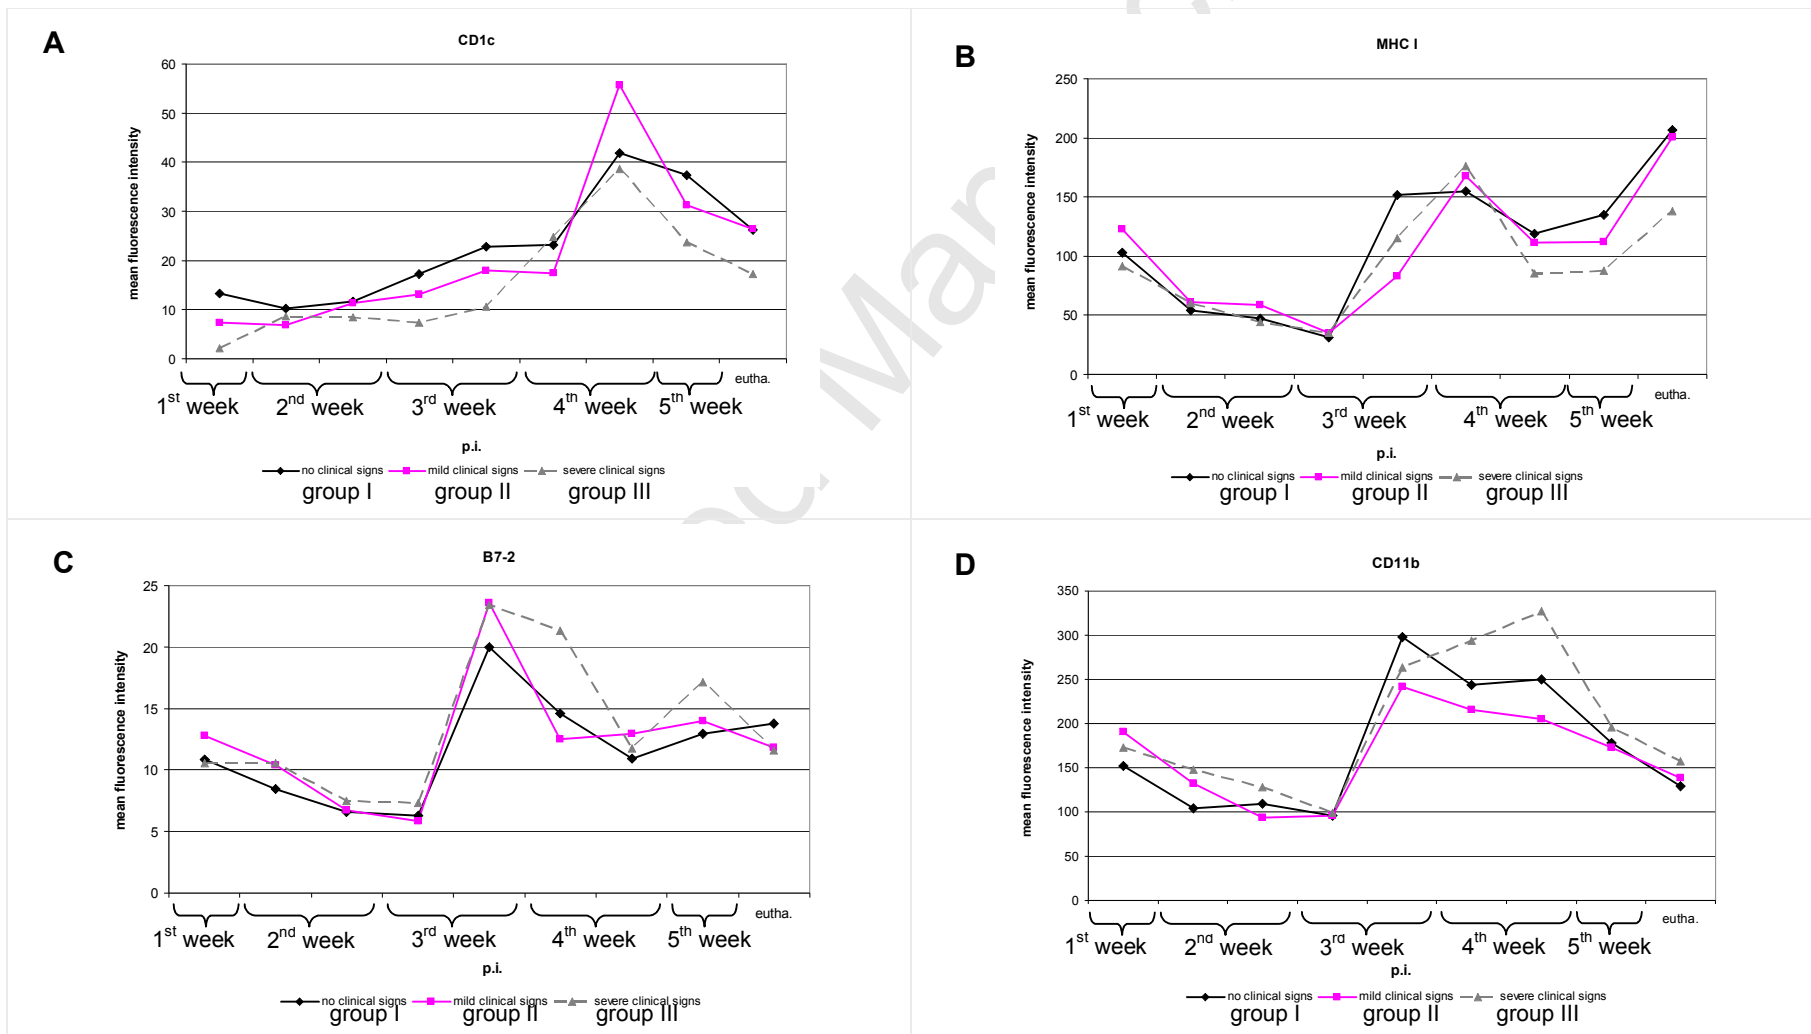 A
CD1c
mean fluorescence intensity
60
50
40
30
20
10
0
1st week
2nd week
3rd week
4th week
5th week
eutha.
p.i.
no clinical signs
mild clinical signs
severe clinical signs
group I
group II
group III
B
MHC I
mean fluorescence intensity
250
200
150
100
50
0
1st week
2nd week
3rd week
4th week
5th week
eutha.
p.i.
no clinical signs
mild clinical signs
severe clinical signs
group I
group II
group III
C
B7-2
mean fluorescence intensity
25
20
15
10
5
0
1st week
2nd week
3rd week
4th week
5th week
eutha.
p.i.
no clinical signs
mild clinical signs
severe clinical signs
group I
group II
group III
D
CD11b
mean fluorescence intensity
350
300
250
200
150
100
50
0
1st week
2nd week
3rd week
4th week
5th week
eutha.
p.i.
no clinical signs
mild clinical signs
severe clinical signs
group I
group II
group III